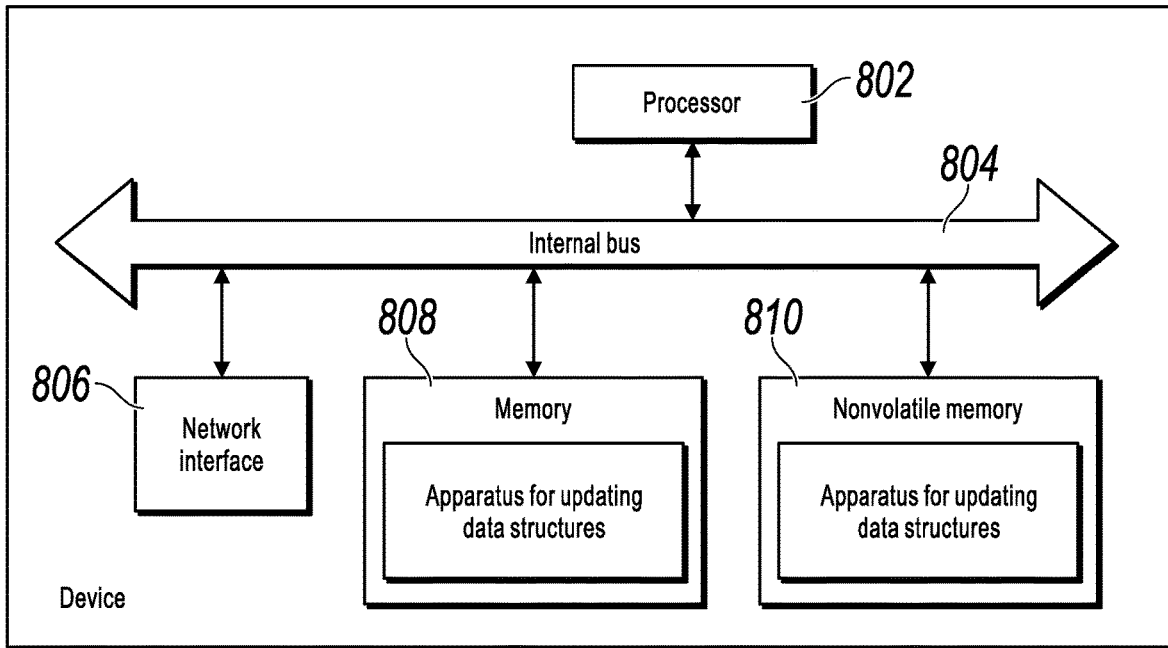 Processor
802
804
Internal bus
806
Network
interface
808
Memory
Apparatus for updating
data structures
810
Nonvolatile memory
Apparatus for updating
data structures
Device